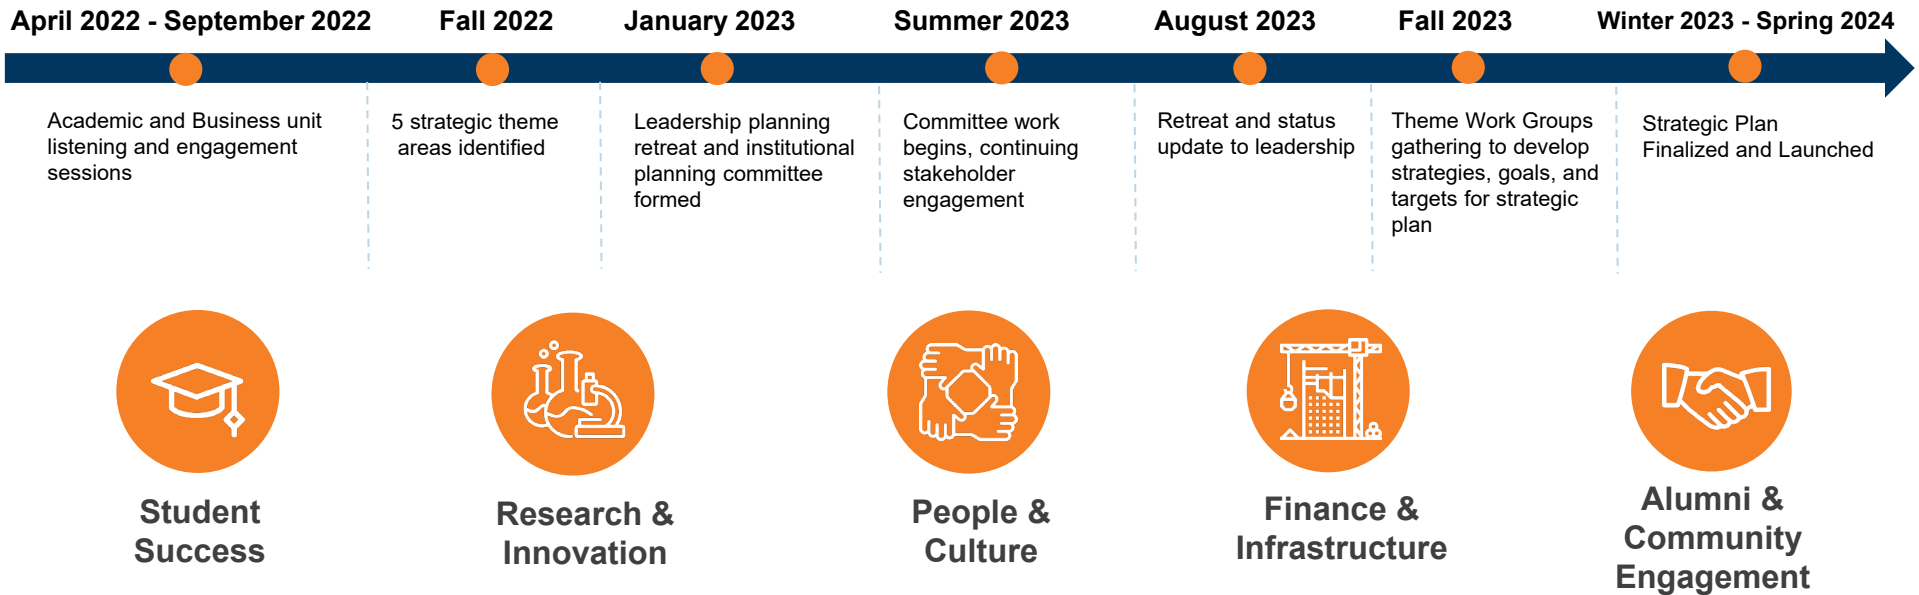 April 2022 - September 2022
Fall 2022
January 2023
Summer 2023
August 2023
Fall 2023
Winter 2023 - Spring 2024
Academic and Business unit
listening and engagement
sessions
5 strategic theme
areas identified
Leadership planning
retreat and institutional
planning committee
formed
Committee work
begins, continuing
stakeholder
engagement
Retreat and status
update to leadership
Theme Work Groups
gathering to develop
strategies, goals, and
targets for strategic
plan
Strategic Plan
Finalized and Launched
Student
Success
Research &
Innovation
People &
Culture
Finance &
Infrastructure
Alumni &
Community
Engagement